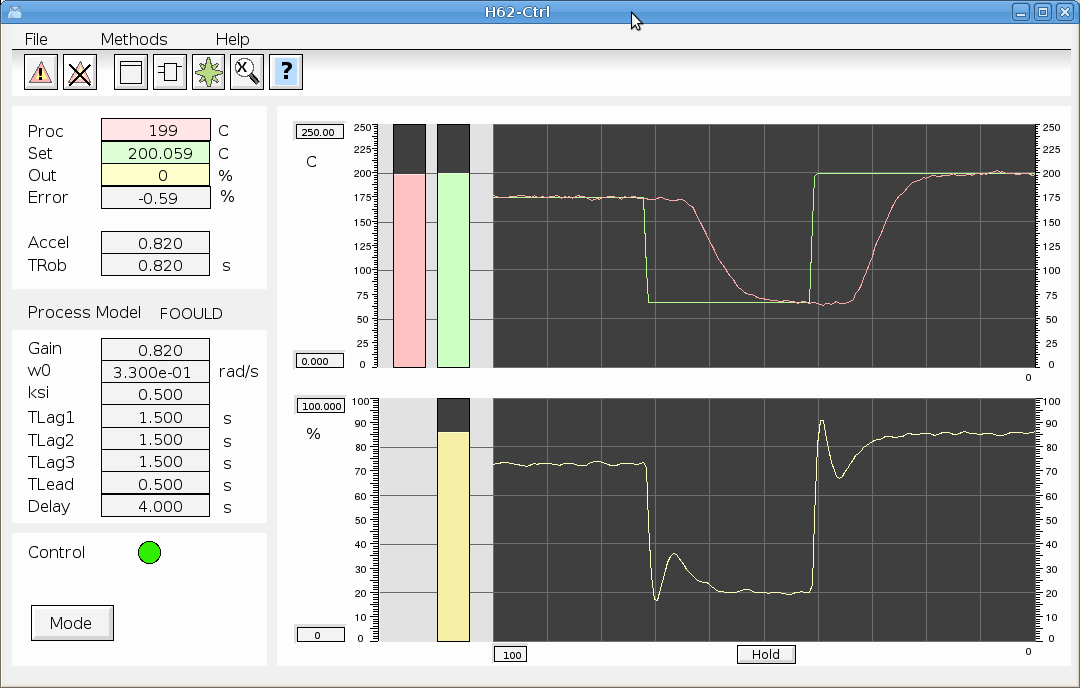 H62-Ctrl
File Methods Help
X ?
Proc 199 C
Set 200.059 C
Out 0 %
Error -0.59 %
Accel 0.820
TRob 0.820 s
Process Model FOOULD
Gain 0.820
w0 3.300e-01 rad/s
ksi 0.500
TLag1 1.500 s
TLag2 1.500 s
TLag3 1.500 s
TLead 0.500 s
Delay 4.000 s
Control
Mode
250.00
C
0.000
250 250
225 225
200 200
175 175
150 150
125 125
100 100
75 75
50 50
25 25
0 0
0
100.000
%
0
100 100
90 90
80 80
70 70
60 60
50 50
40 40
30 30
20 20
10 10
0 0
100 Hold 0